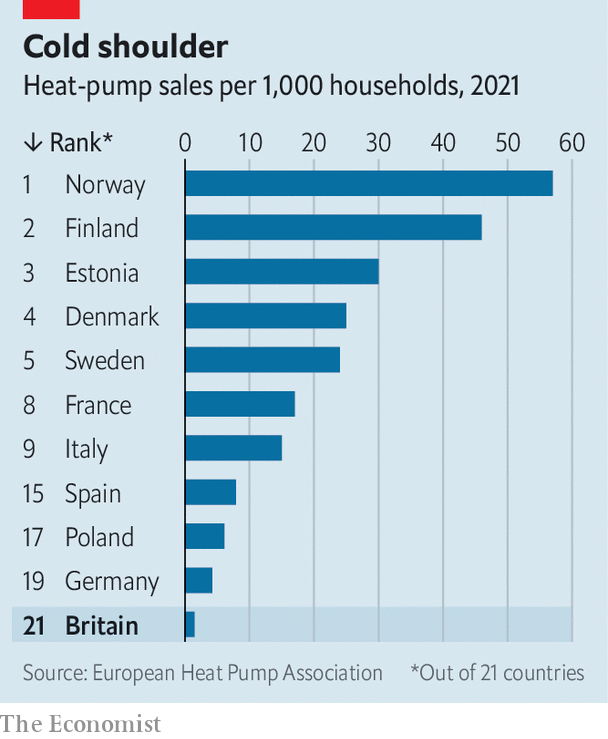 Cold shoulder
Heat-pump sales per 1,000 households, 2021
↓ Rank* 0 10 20 30 40 50 60
1 Norway
2 Finland
3 Estonia
4 Denmark
5 Sweden
8 France
9 Italy
15 Spain
17 Poland
19 Germany
21 Britain
Source: European Heat Pump Association *Out of 21 countries
The Economist